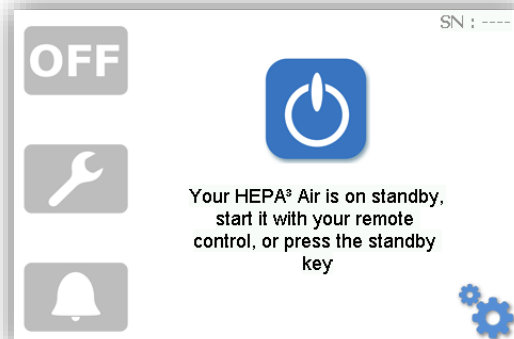 SN : ----
OFF
Your HEPA³ Air is on standby,
start it with your remote
control, or press the standby
key